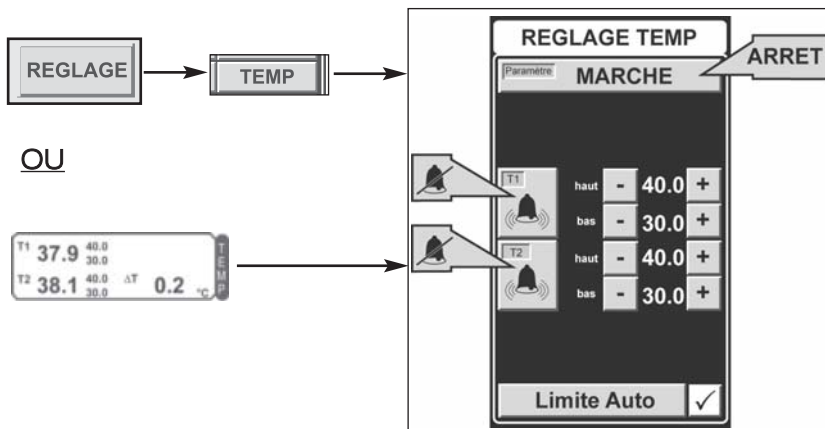 REGLAGE
TEMP
OU
T1 37.9 40.0
30.0
T2 38.1 40.0 ΔT 0.2 °C
30.0
TEMP
REGLAGE TEMP
Paramètre MARCHE
ARRET
T1
haut - 40.0 +
bas - 30.0 +
T2
haut - 40.0 +
bas - 30.0 +
Limite Auto ✓